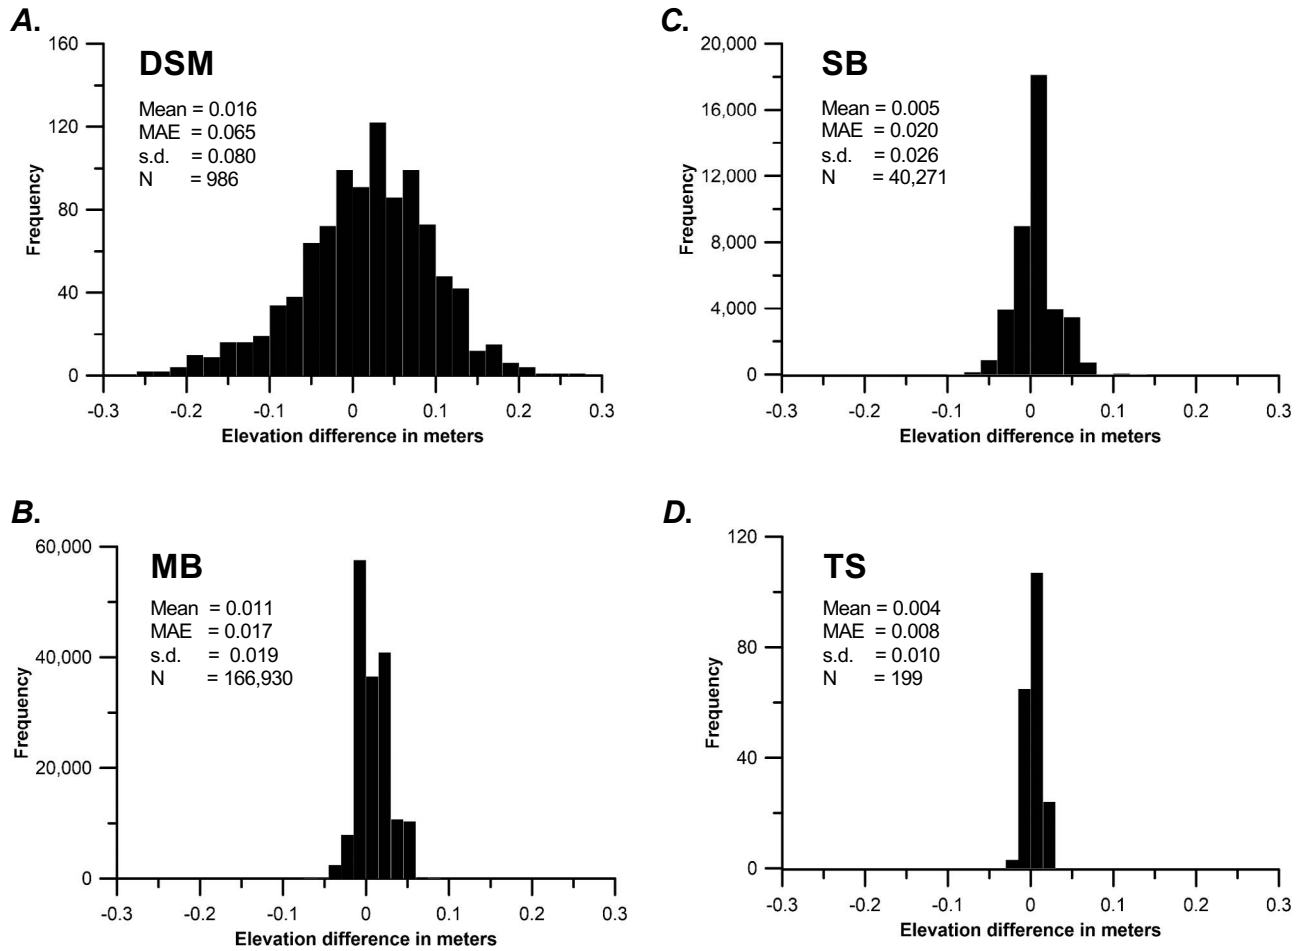 A.
DSM
Mean = 0.016
MAE = 0.065
s.d. = 0.080
N = 986
160
120
80
40
0
Frequency
-0.3 -0.2 -0.1 0 0.1 0.2 0.3
Elevation difference in meters
C.
SB
Mean = 0.005
MAE = 0.020
s.d. = 0.026
N = 40,271
20,000
16,000
12,000
8,000
4,000
0
Frequency
-0.3 -0.2 -0.1 0 0.1 0.2 0.3
Elevation difference in meters
B.
MB
Mean = 0.011
MAE = 0.017
s.d. = 0.019
N = 166,930
60,000
40,000
20,000
0
Frequency
-0.3 -0.2 -0.1 0 0.1 0.2 0.3
Elevation difference in meters
D.
TS
Mean = 0.004
MAE = 0.008
s.d. = 0.010
N = 199
120
80
40
0
Frequency
-0.3 -0.2 -0.1 0 0.1 0.2 0.3
Elevation difference in meters